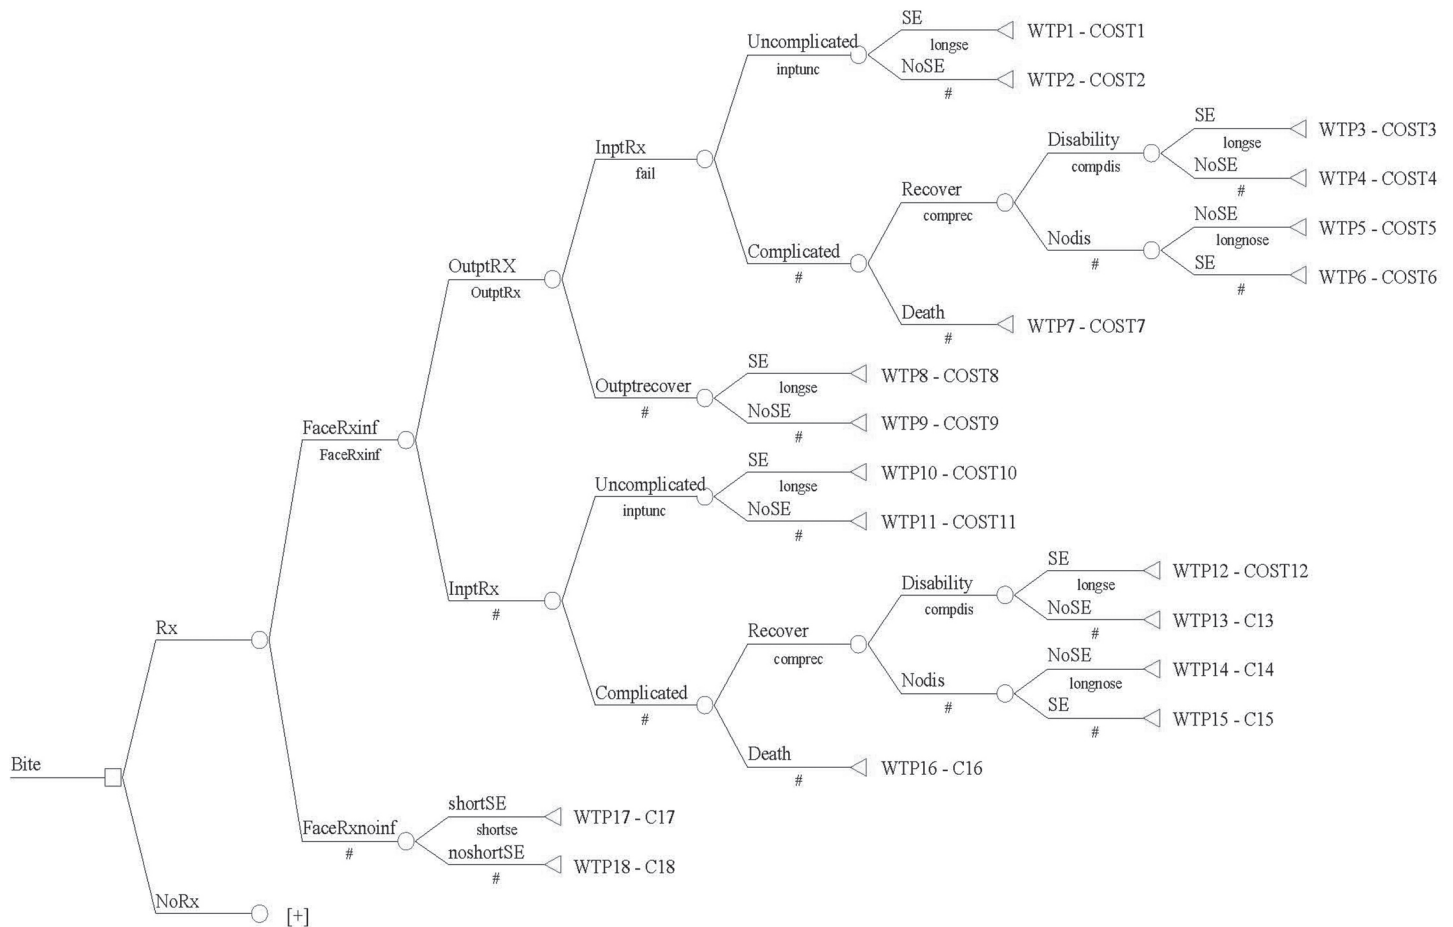 SE
WTP1 - COST1
Uncomplicated
longse
inptunc
NoSE
WTP2 - COST2
#
SE
WTP3 - COST3
Disability
longse
InptRx
compdis
NoSE
fail
WTP4 - COST4
Recover
#
comprec
NoSE
WTP5 - COST5
Nodis
longnose
Complicated
#
SE
OutptRX
#
WTP6 - COST6
OutptRx
#
Death
WTP7 - COST7
#
SE
WTP8 - COST8
Outptrecover
longse
#
NoSE
WTP9 - COST9
FaceRxinf
#
FaceRxinf
SE
WTP10 - COST10
Uncomplicated
longse
inptunc
NoSE
WTP11 - COST11
#
SE
WTP12 - COST12
InptRx
Disability
longse
#
compdis
NoSE
WTP13 - C13
Rx
Recover
#
comprec
NoSE
WTP14 - C14
Nodis
longnose
Complicated
#
SE
#
WTP15 - C15
#
Death
Bite
WTP16 - C16
#
shortSE
WTP17 - C17
FaceRxnoinf
shortse
#
noshortSE
WTP18 - C18
#
NoRx
[+]